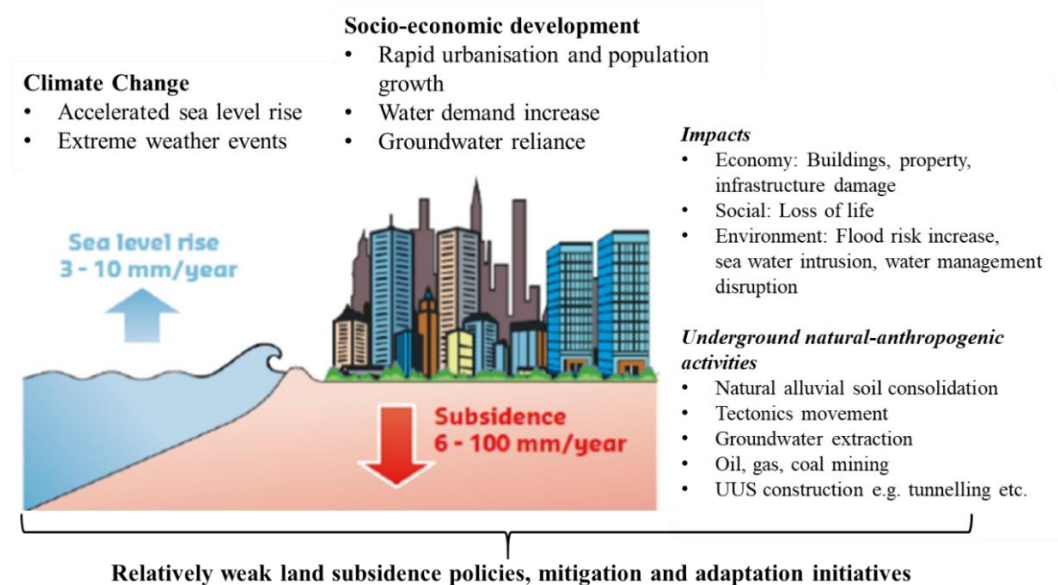 Socio-economic development
• Rapid urbanisation and population
growth
• Water demand increase
• Groundwater reliance
Climate Change
• Accelerated sea level rise
• Extreme weather events
Impacts
• Economy: Buildings, property,
infrastructure damage
• Social: Loss of life
• Environment: Flood risk increase,
sea water intrusion, water management
disruption
Sea level rise
3 - 10 mm/year
Underground natural-anthropogenic
activities
• Natural alluvial soil consolidation
• Tectonics movement
• Groundwater extraction
• Oil, gas, coal mining
• UUS construction e.g. tunnelling etc.
Subsidence
6 - 100 mm/year
Relatively weak land subsidence policies, mitigation and adaptation initiatives